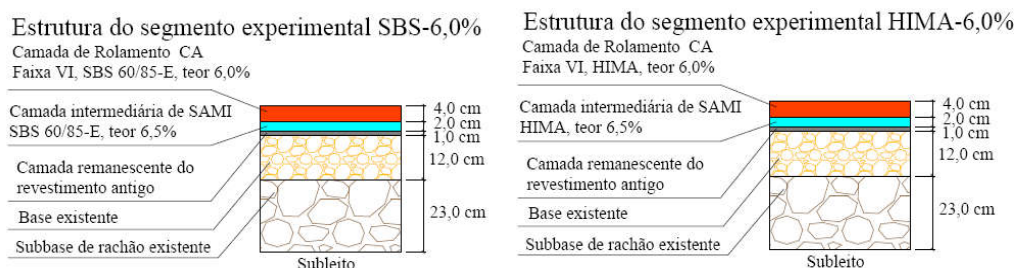 Estrutura do segmento experimental SBS-6,0%
Camada de Rolamento CA
Faixa VI, SBS 60/85-E, teor 6,0%
Camada intermediária de SAMI
SBS 60/85-E, teor 6,5%
Camada remanescente do
revestimento antigo
Base existente
Subbase de rachão existente
4,0 cm
2,0 cm
1,0 cm
12,0 cm
23,0 cm
Subleito
Estrutura do segmento experimental HIMA-6,0%
Camada de Rolamento CA
Faixa VI, HIMA, teor 6,0%
Camada intermediária de SAMI
HIMA, teor 6,5%
Camada remanescente do
revestimento antigo
Base existente
Subbase de rachão existente
4,0 cm
2,0 cm
1,0 cm
12,0 cm
23,0 cm
Subleito